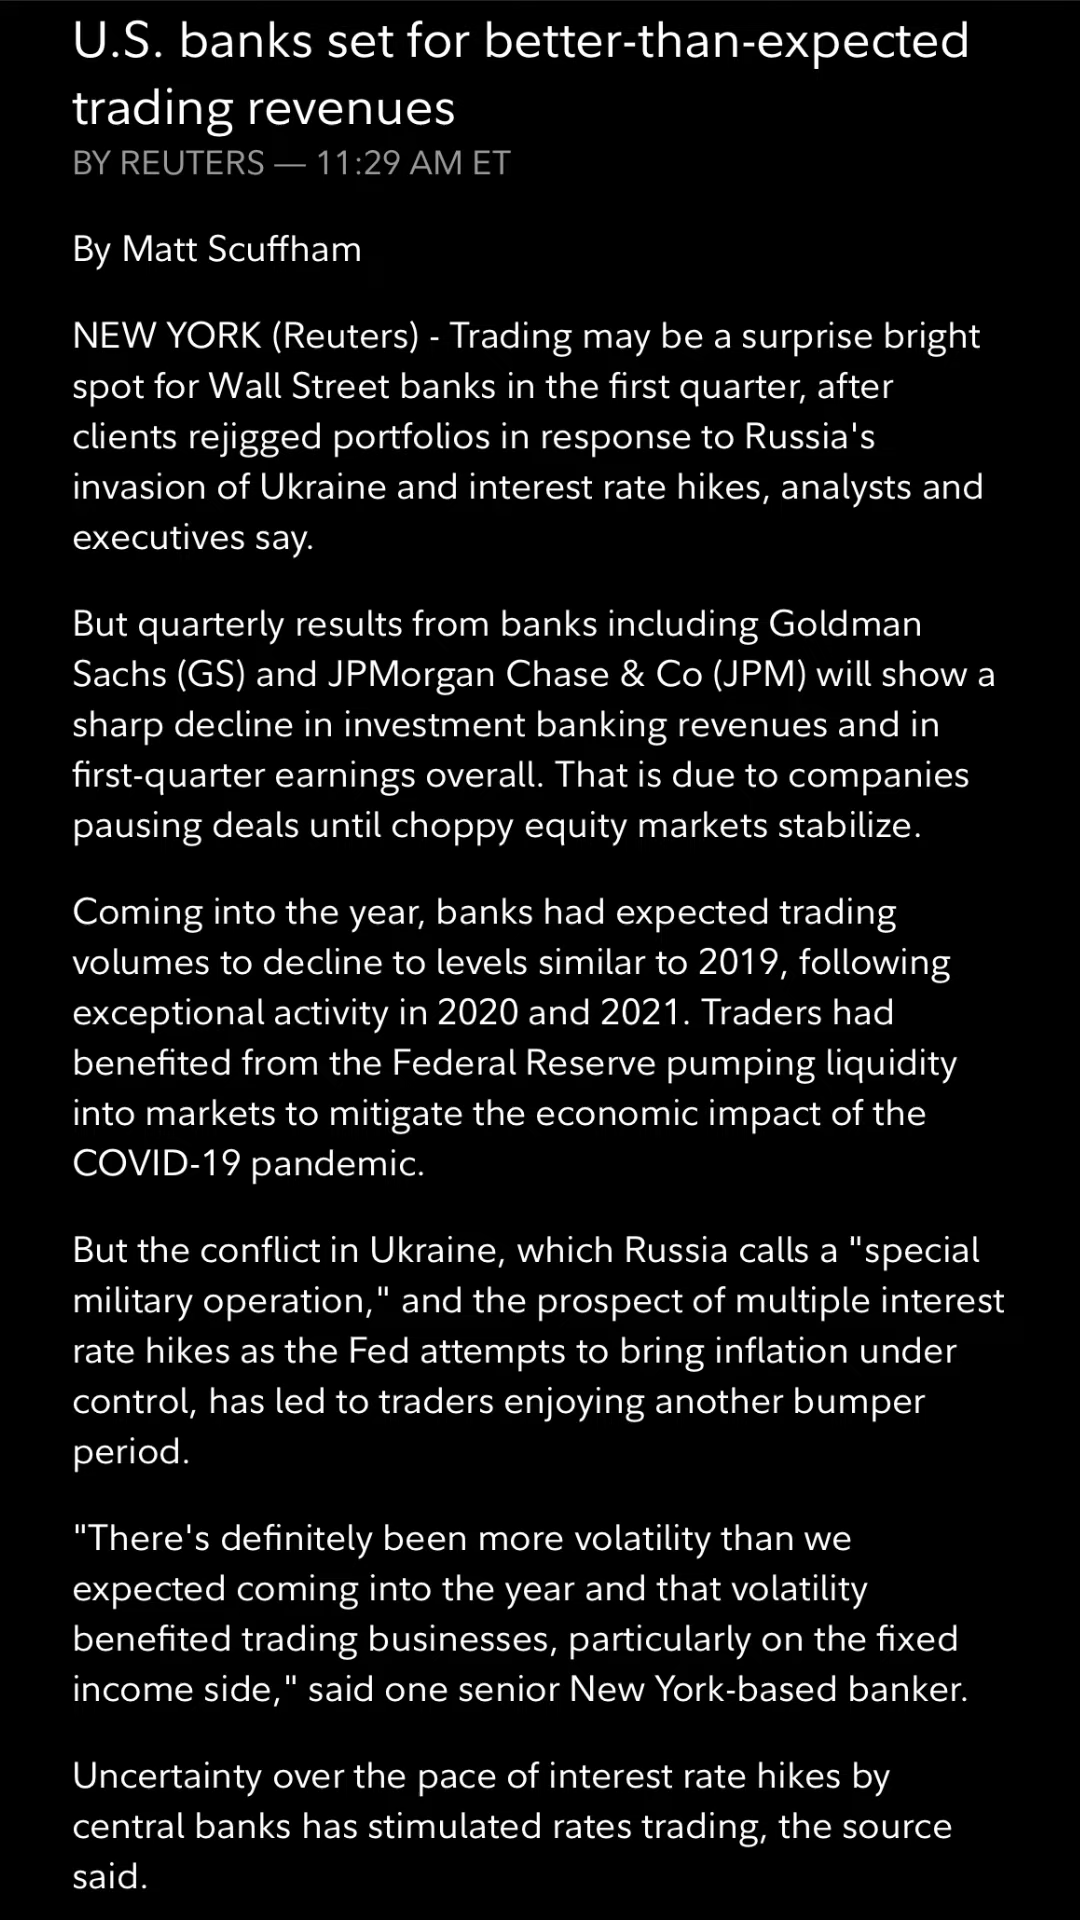 U.S. banks set for better-than-expected
trading revenues
BY REUTERS — 11:29 AM ET
By Matt Scuffham
NEW YORK (Reuters) - Trading may be a surprise bright
spot for Wall Street banks in the first quarter, after
clients rejigged portfolios in response to Russia's
invasion of Ukraine and interest rate hikes, analysts and
executives say.
But quarterly results from banks including Goldman
Sachs (GS) and JPMorgan Chase & Co (JPM) will show a
sharp decline in investment banking revenues and in
first-quarter earnings overall. That is due to companies
pausing deals until choppy equity markets stabilize.
Coming into the year, banks had expected trading
volumes to decline to levels similar to 2019, following
exceptional activity in 2020 and 2021. Traders had
benefited from the Federal Reserve pumping liquidity
into markets to mitigate the economic impact of the
COVID-19 pandemic.
But the conflict in Ukraine, which Russia calls a "special
military operation," and the prospect of multiple interest
rate hikes as the Fed attempts to bring inflation under
control, has led to traders enjoying another bumper
period.
"There's definitely been more volatility than we
expected coming into the year and that volatility
benefited trading businesses, particularly on the fixed
income side," said one senior New York-based banker.
Uncertainty over the pace of interest rate hikes by
central banks has stimulated rates trading, the source
said.